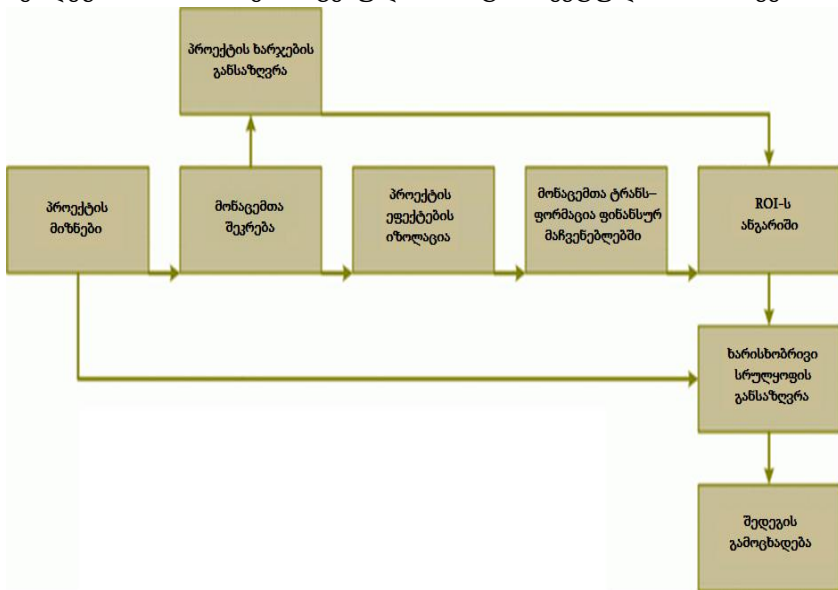 პროექტის ხარჯების
განსაზღვრა
პროექტის
მიზნები
მონაცემთა
შეკრება
პროექტის
ეფექტების
იზოლაცია
მონაცემთა ტრანს–
ფორმაცია ფინანსურ
მაჩვენებლებში
ROI-ს
ანგარიში
ხარისხობრივი
სრულყოფის
განსაზღვრა
შედეგის
გამოცხადება